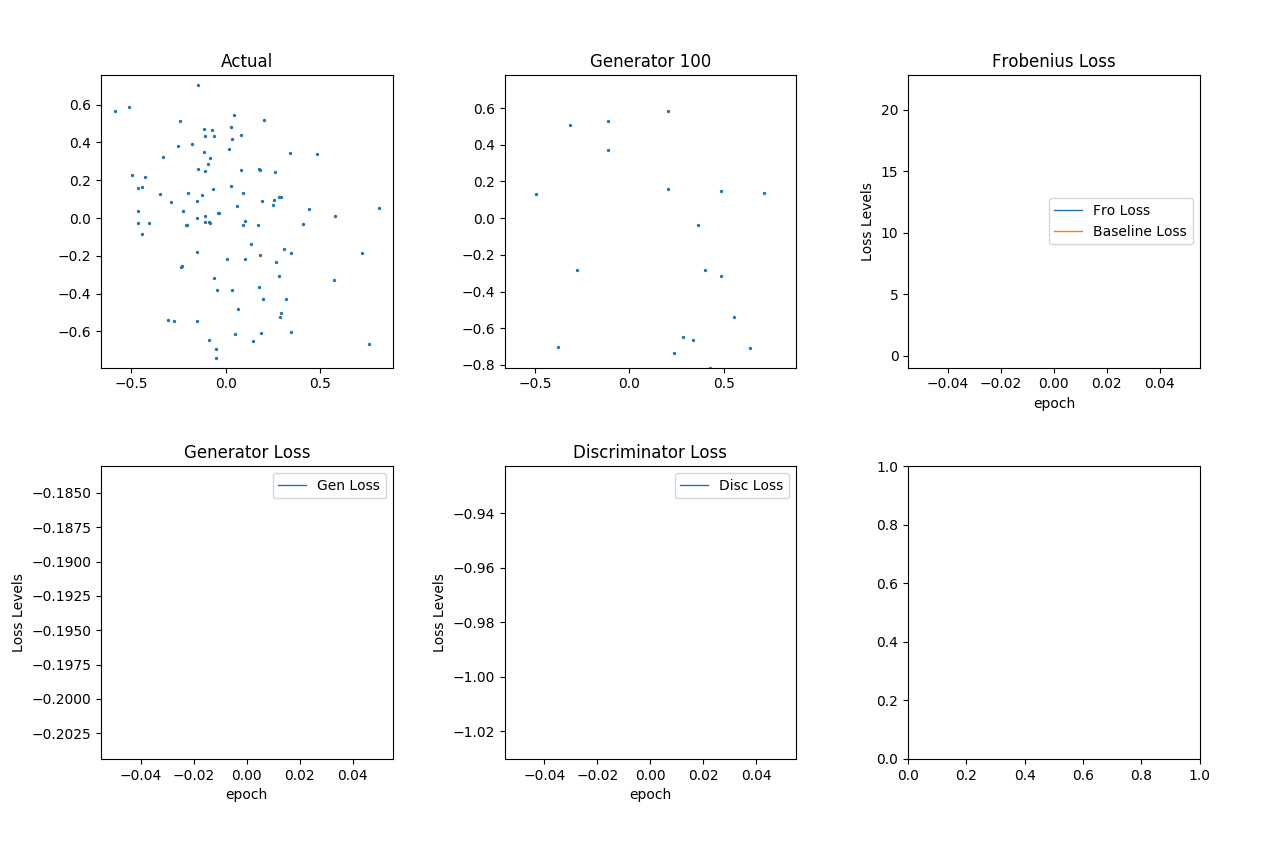 Actual
0.6
0.4
0.2
0.0
−0.2
−0.4
−0.6
−0.5 0.0 0.5
Generator 100
0.6
0.4
0.2
0.0
−0.2
−0.4
−0.6
−0.8
−0.5 0.0 0.5
Frobenius Loss
Loss Levels
20
15
10
5
0
Fro Loss
Baseline Loss
−0.04 −0.02 0.00 0.02 0.04
epoch
Generator Loss
Loss Levels
−0.1850
−0.1875
−0.1900
−0.1925
−0.1950
−0.1975
−0.2000
−0.2025
Gen Loss
−0.04 −0.02 0.00 0.02 0.04
epoch
Discriminator Loss
Loss Levels
−0.94
−0.96
−0.98
−1.00
−1.02
Disc Loss
−0.04 −0.02 0.00 0.02 0.04
epoch
1.0
0.8
0.6
0.4
0.2
0.0
0.0 0.2 0.4 0.6 0.8 1.0